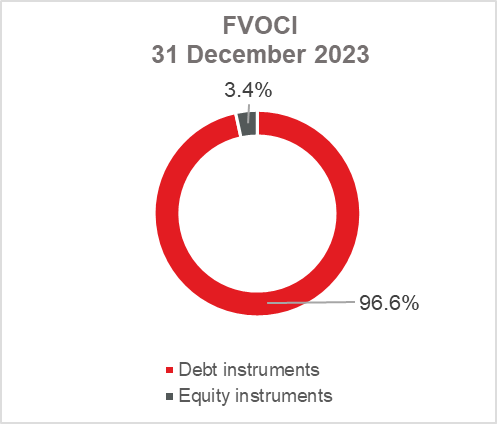 FVOCI
31 December 2023
3.4%
96.6%
Debt instruments
Equity instruments